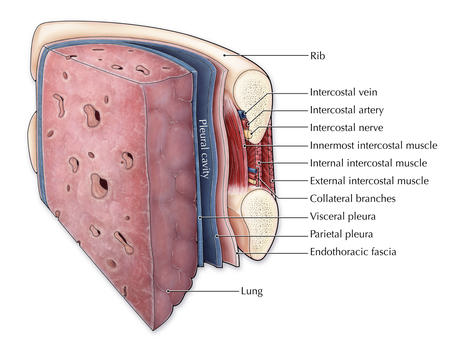 Rib
Intercostal vein
Intercostal artery
Intercostal nerve
Innermost intercostal muscle
Internal intercostal muscle
External intercostal muscle
Collateral branches
Visceral pleura
Parietal pleura
Endothoracic fascia
Lung
Pleural cavity